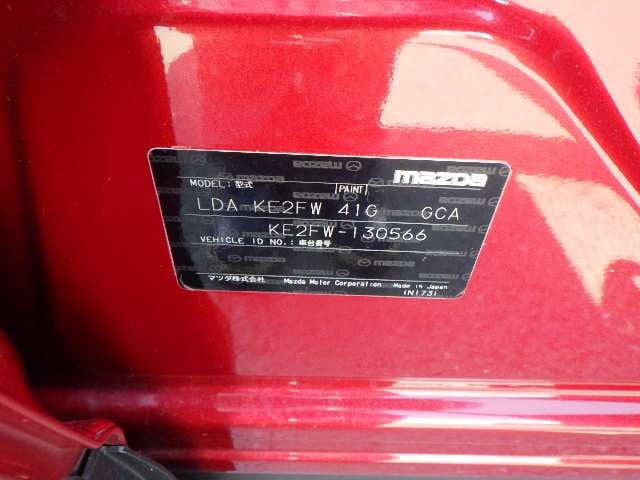 mazda
MODEL: 型式 PAINT
LDA KE2FW 41G GCA
KE2FW-130566
VEHICLE ID NO.: 車台番号
マツダ株式会社 Mazda Motor Corporation Made in Japan
(N173)